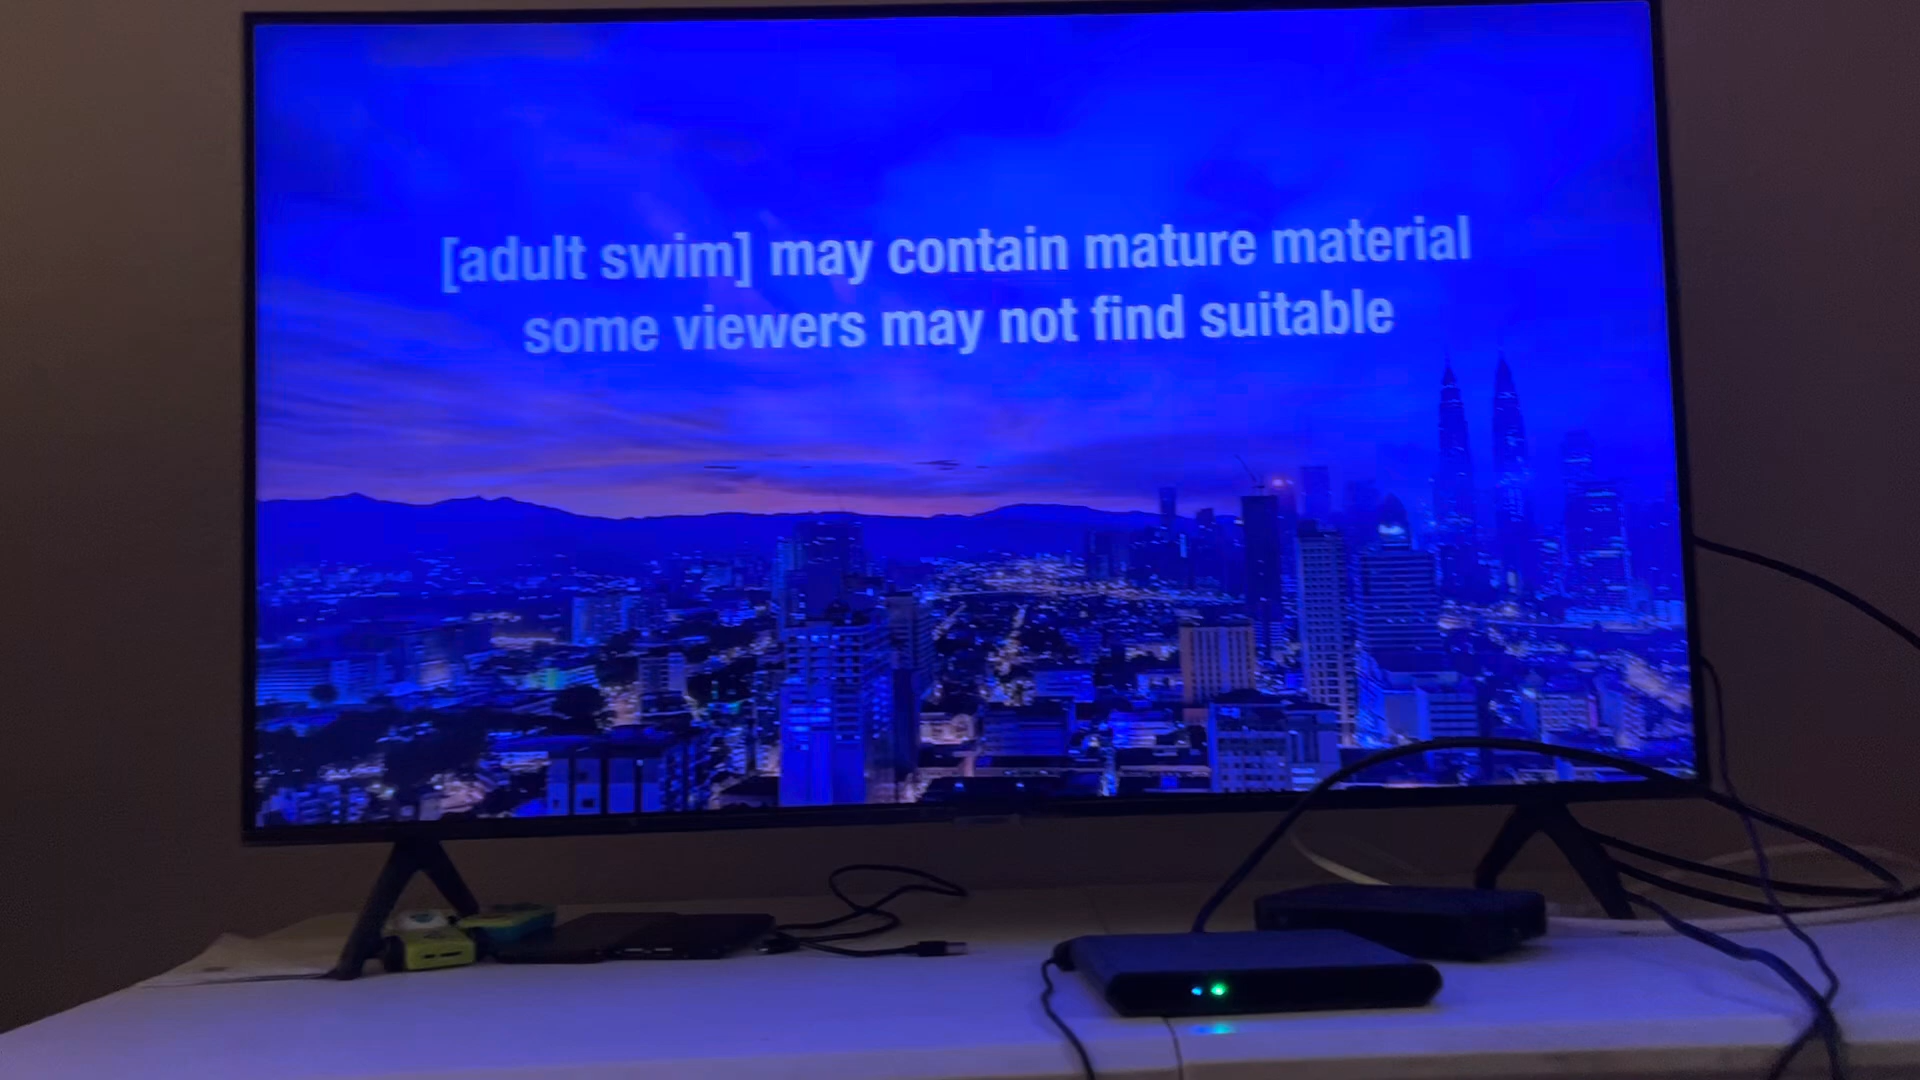 [adult swim] may contain mature material
some viewers may not find suitable